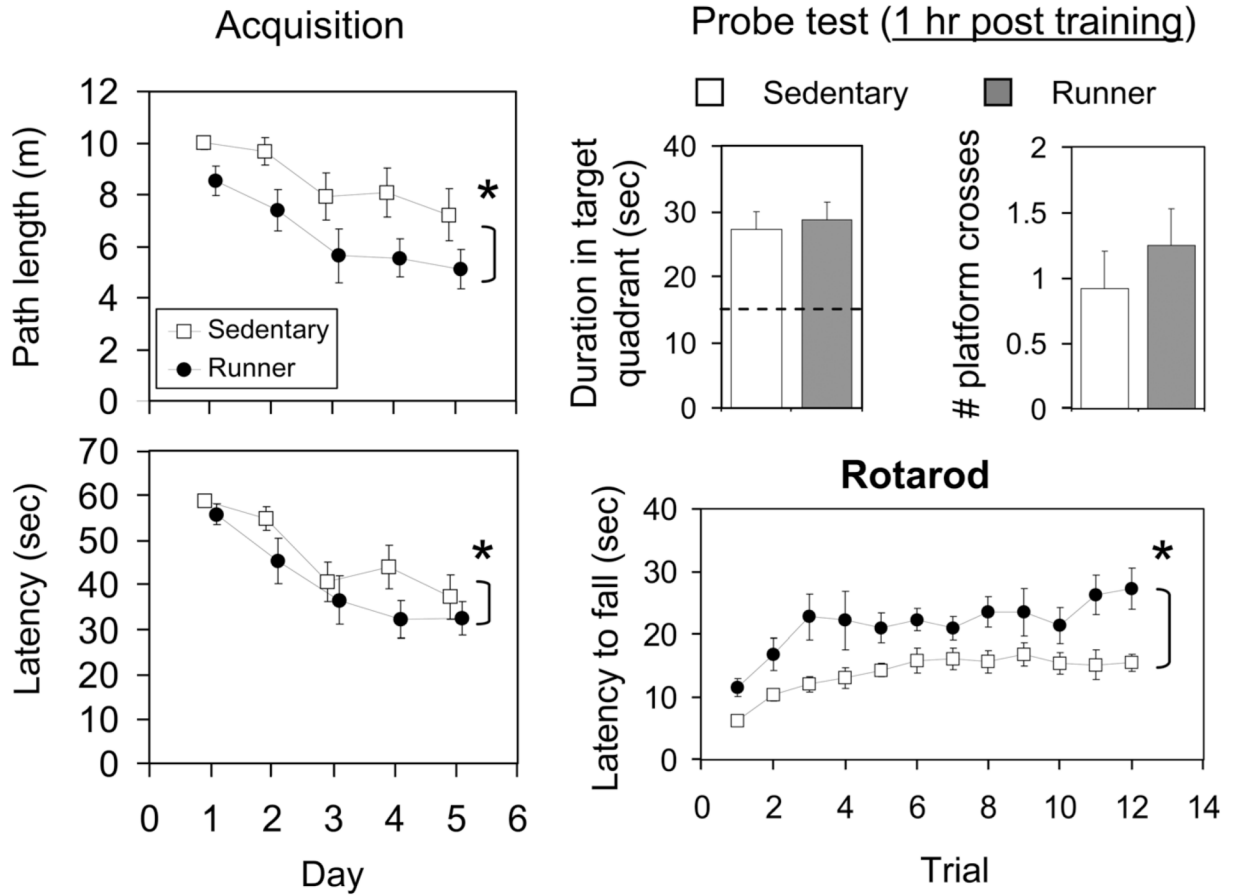 Acquisition
Path length (m)
12
10
8
6
4
2
0
*
Sedentary
Runner
Latency (sec)
70
60
50
40
30
20
10
0
*
0 1 2 3 4 5 6
Day
Probe test (1 hr post training)
Sedentary Runner
Duration in target
quadrant (sec)
40
30
20
10
0
# platform crosses
2
1.5
1
0.5
0
Rotarod
Latency to fall (sec)
40
30
20
10
0
*
0 2 4 6 8 10 12 14
Trial